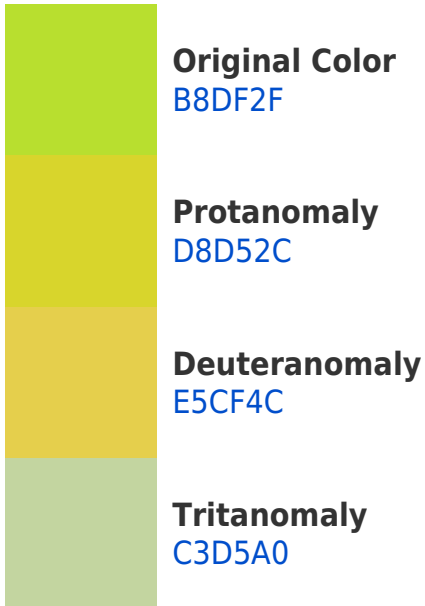 Original Color
B8DF2F
Protanomaly
D8D52C
Deuteranomaly
E5CF4C
Tritanomaly
C3D5A0